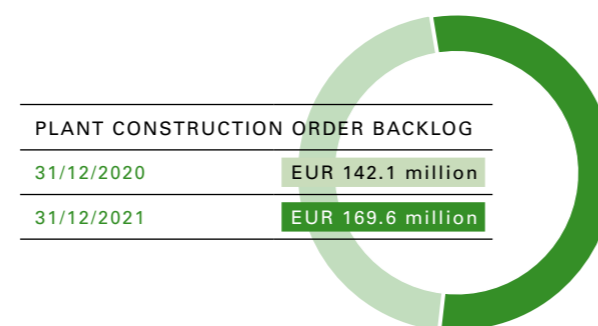 PLANT CONSTRUCTION ORDER BACKLOG
31/12/2020 EUR 142.1 million
31/12/2021 EUR 169.6 million